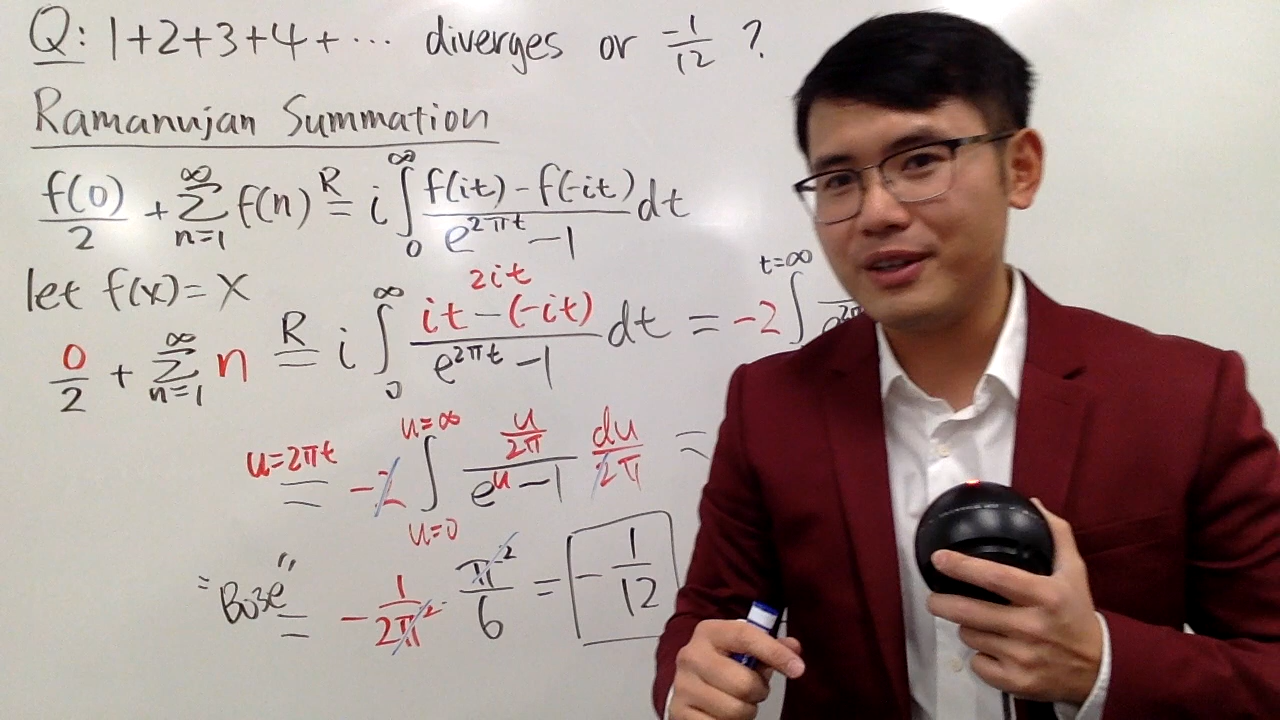 Q: 1+2+3+4+⋯ diverges or -1/12 ?
Ramanujan Summation
f(0)/2 + ∑_{n=1}^{∞} f(n) =^R i ∫_0^∞ (f(it) - f(-it))/(e^{2πt} - 1) dt
let f(x) = x
0/2 + ∑_{n=1}^{∞} n =^R i ∫_0^∞ 2it (it - (-it))/(e^{2πt} - 1) dt = -2 ∫^{t=∞}
u=2πt = -2 ∫_{u=0}^{u=∞} (u/2π)/(e^u - 1) du/2π =
"Bose" = -1/(2π²) π²/6 = -1/12